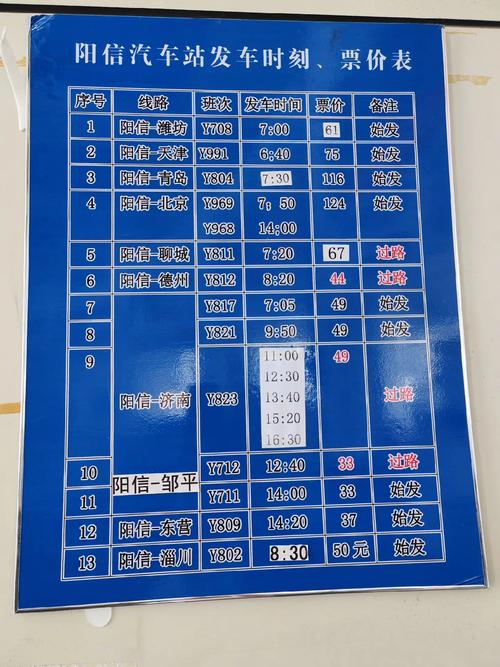 阳信汽车站发车时刻、票价表
序号 线路 班次 发车时间 票价 备注
1 阳信-潍坊 Y708 7:00 61 始发
2 阳信-天津 Y991 6;40 75 始发
3 阳信-青岛 Y804 7:30 116 始发
4 阳信-北京 Y969 7; 50 124 始发
Y968 14;00
5 阳信-聊城 Y811 7:20 67 过路
6 阳信-德州 Y812 8:20 44 过路
7 Y817 7:05 49 始发
8 Y821 9:50 49 始发
9 11:00 49
12:30
阳信-济南 Y823 13:40 过路
15:20
16:30
10 Y712 12:40 33 过路
阳信-邹平
11 Y711 14:00 33 始发
12 阳信-东营 Y809 14:20 37 始发
13 阳信-淄川 Y802 8:30 50元 始发